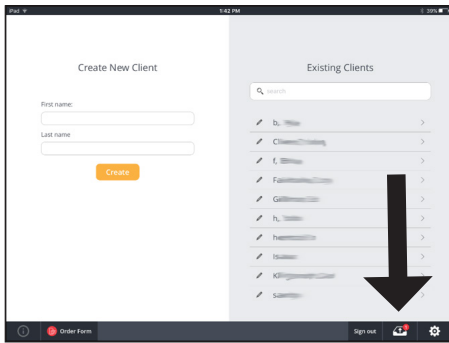 iPad 1:42 PM 39%
Create New Client
First name:
Last name
Create
Existing Clients
search
b,
f,
h,
Order Form
Sign out